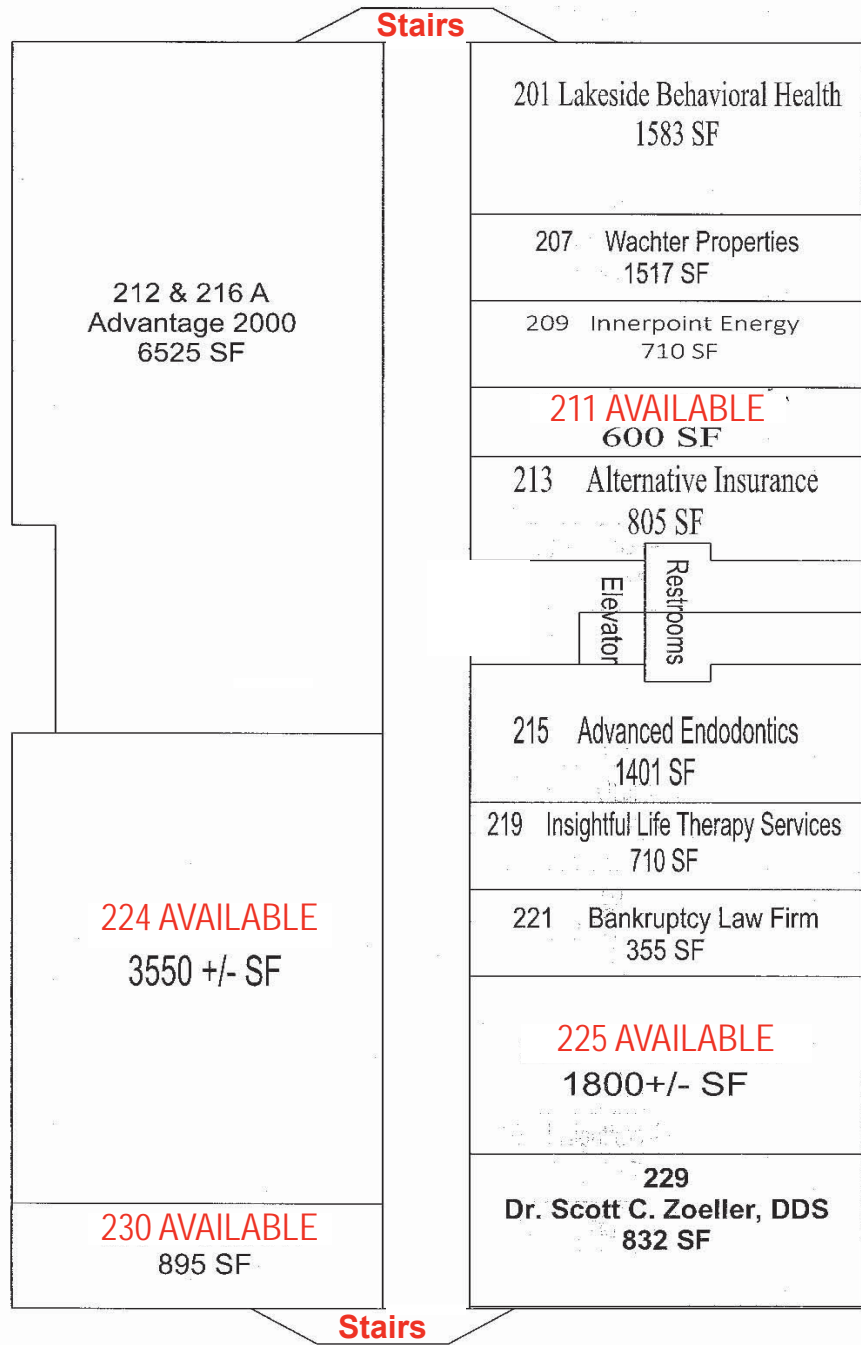 Stairs
201 Lakeside Behavioral Health
1583 SF
207 Wachter Properties
1517 SF
212 & 216 A
Advantage 2000
6525 SF
209 Innerpoint Energy
710 SF
211 AVAILABLE
600 SF
213 Alternative Insurance
805 SF
Elevator
Restrooms
215 Advanced Endodontics
1401 SF
219 Insightful Life Therapy Services
710 SF
224 AVAILABLE
3550 +/- SF
221 Bankruptcy Law Firm
355 SF
225 AVAILABLE
1800+/- SF
229
Dr. Scott C. Zoeller, DDS
832 SF
230 AVAILABLE
895 SF
Stairs